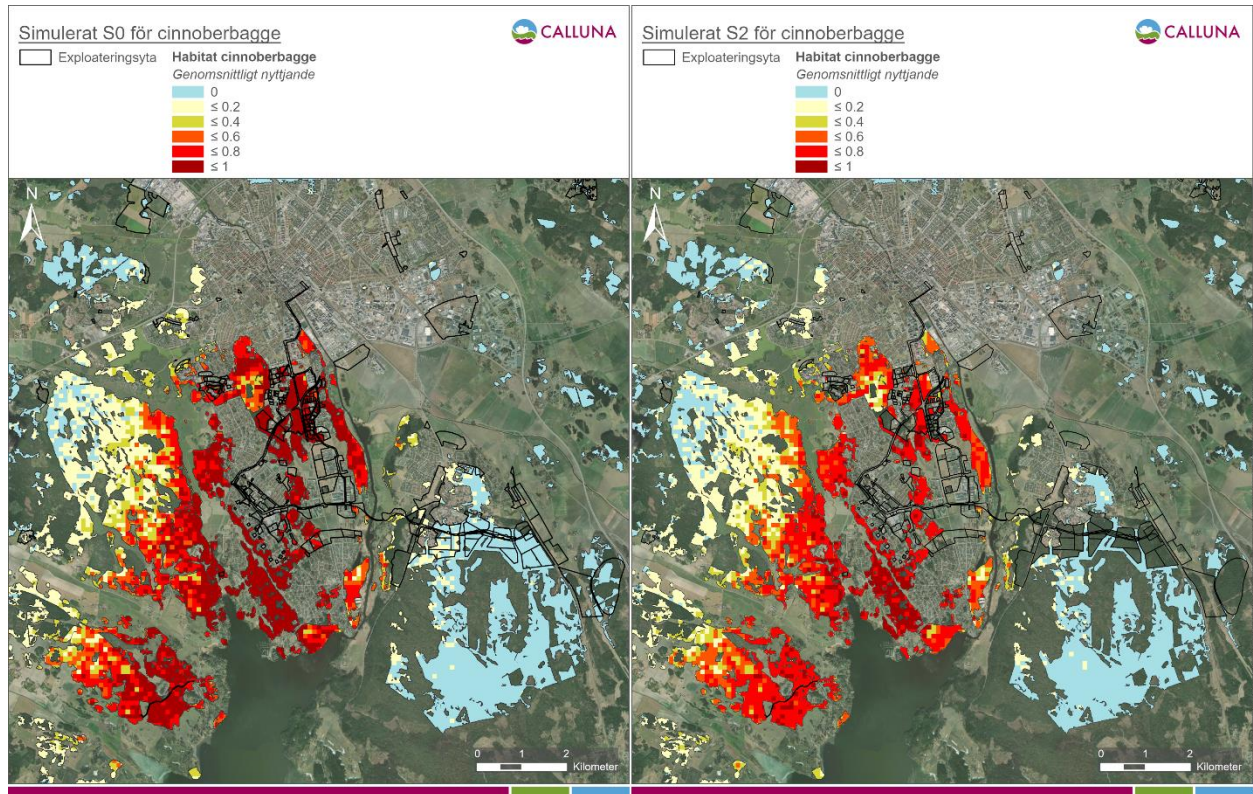 Simulerat S0 för cinnoberbagge
CALLUNA
Exploateringsyta
Habitat cinnoberbagge
Genomsnittligt nyttjande
0
≤ 0.2
≤ 0.4
≤ 0.6
≤ 0.8
≤ 1
N
0 1 2
Kilometer
Simulerat S2 för cinnoberbagge
CALLUNA
Exploateringsyta
Habitat cinnoberbagge
Genomsnittligt nyttjande
0
≤ 0.2
≤ 0.4
≤ 0.6
≤ 0.8
≤ 1
N
0 1 2
Kilometer